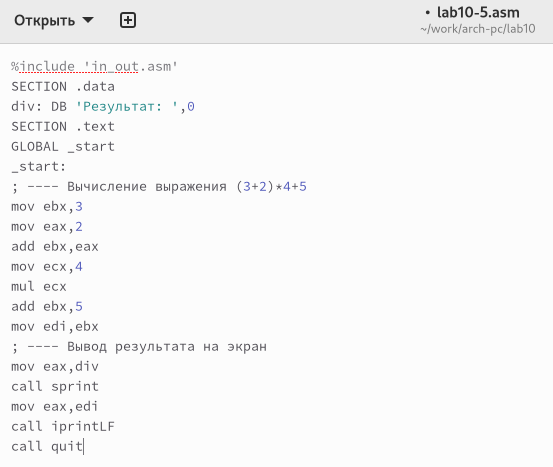 Открыть
• lab10-5.asm
~/work/arch-pc/lab10
%include 'in_out.asm'
SECTION .data
div: DB 'Результат: ',0
SECTION .text
GLOBAL _start
_start:
; ---- Вычисление выражения (3+2)*4+5
mov ebx,3
mov eax,2
add ebx,eax
mov ecx,4
mul ecx
add ebx,5
mov edi,ebx
; ---- Вывод результата на экран
mov eax,div
call sprint
mov eax,edi
call iprintLF
call quit